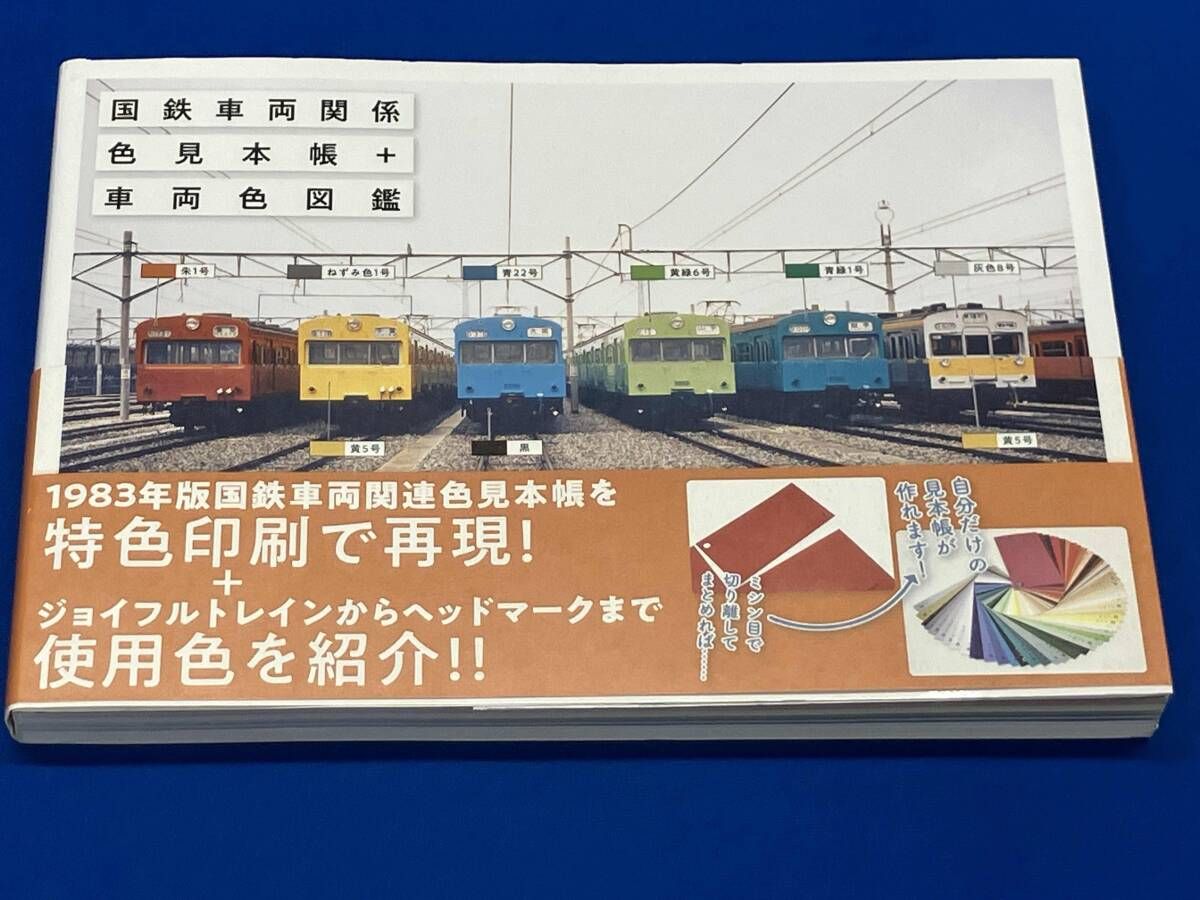 国鉄車両関係
色見本帳+
車両色図鑑
朱1号
ねずみ色1号
青22号
黄緑6号
青緑1号
灰色8号
黄5号
黒
黄5号
1983年版国鉄車両関連色見本帳を
特色印刷で再現!
+
ジョイフルトレインからヘッドマークまで
使用色を紹介!!
ミシン目で
切り離して
まとめれば……
自分だけの
見本帳が
作れます!